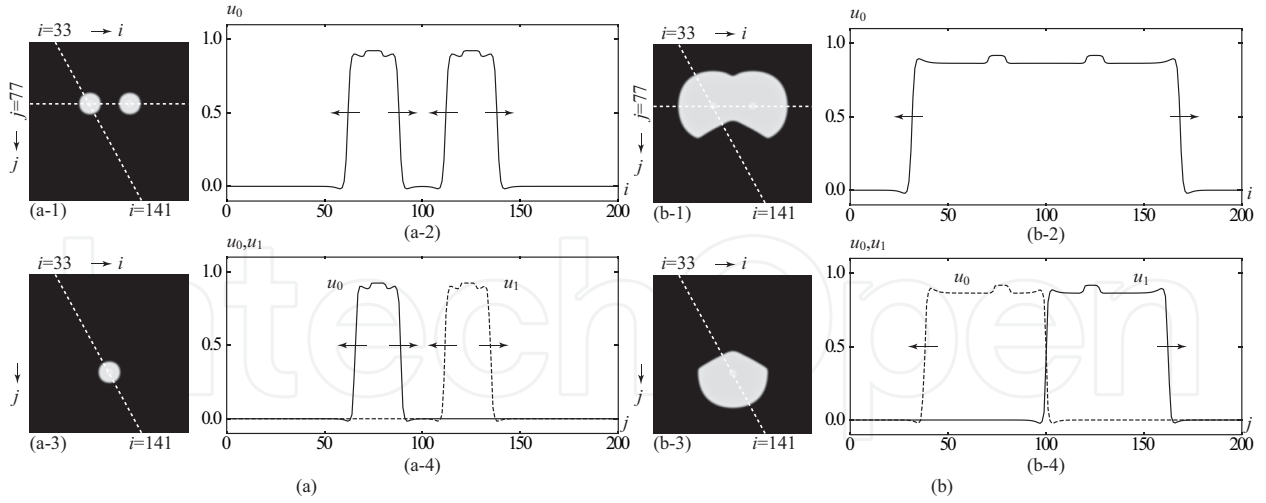 i=33 → i
j=77
← j
(a-1)
i=141
u0
1.0
0.5
0.0
0 50 100 150 200
i
(a-2)
i=33 → i
j=77
← j
(b-1)
i=141
u0
1.0
0.5
0.0
0 50 100 150 200
i
(b-2)
i=33 → i
← j
(a-3)
i=141
u0,u1
1.0
0.5
0.0
u0 u1
0 50 100 150 200
j
(a-4)
i=33 → i
← j
(b-3)
i=141
u0,u1
1.0
0.5
0.0
u0 u1
0 50 100 150 200
j
(b-4)
(a) (b)
intechOpen